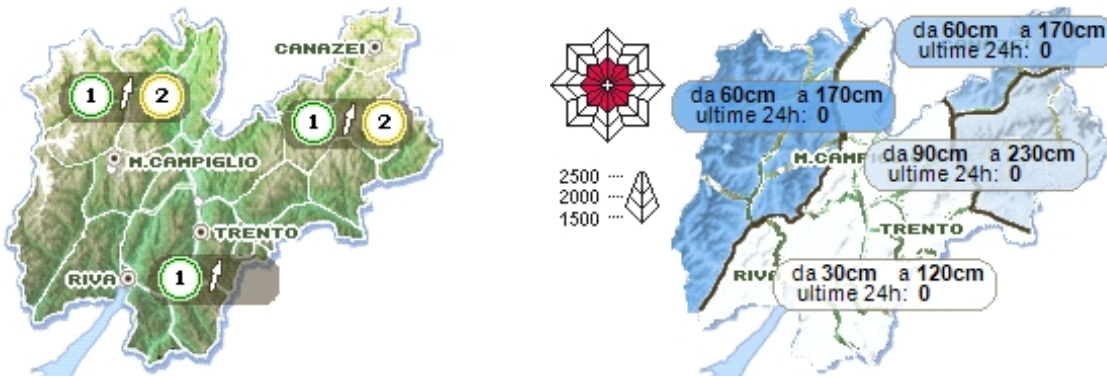 CANAZEI
1 2
1 2
M.CAMPIGLIO
TRENTO
RIVA
1
da 60cm a 170cm
ultime 24h: 0
da 60cm a 170cm
ultime 24h: 0
M.CAMPI
da 90cm a 230cm
ultime 24h: 0
2500
2000
1500
TRENTO
RIVA
da 30cm a 120cm
ultime 24h: 0